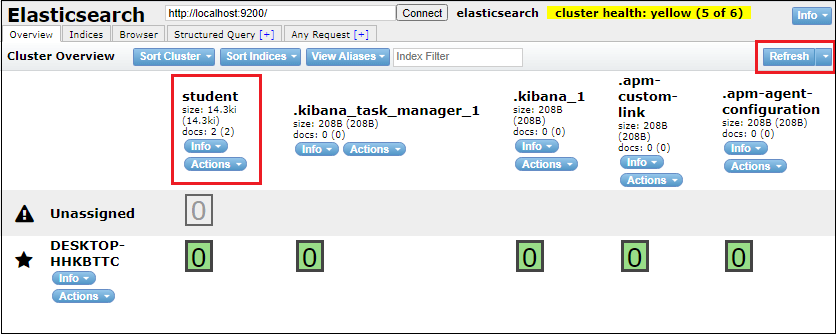 Elasticsearch http://localhost:9200/ Connect elasticsearch cluster health: yellow (5 of 6) Info
Overview Indices Browser Structured Query [+] Any Request [+]
Cluster Overview Sort Cluster Sort Indices View Aliases Index Filter Refresh
student
size: 14.3ki
(14.3ki)
docs: 2 (2)
Info
Actions
.kibana_task_manager_1
size: 208B (208B)
docs: 0 (0)
Info Actions
.kibana_1
size: 208B
(208B)
docs: 0 (0)
Info
Actions
.apm-
custom-
link
size: 208B
(208B)
docs: 0 (0)
Info
Actions
.apm-agent-
configuration
size: 208B (208B)
docs: 0 (0)
Info
Actions
Unassigned 0
DESKTOP-
HHKBTTC
Info
Actions
0 0 0 0 0